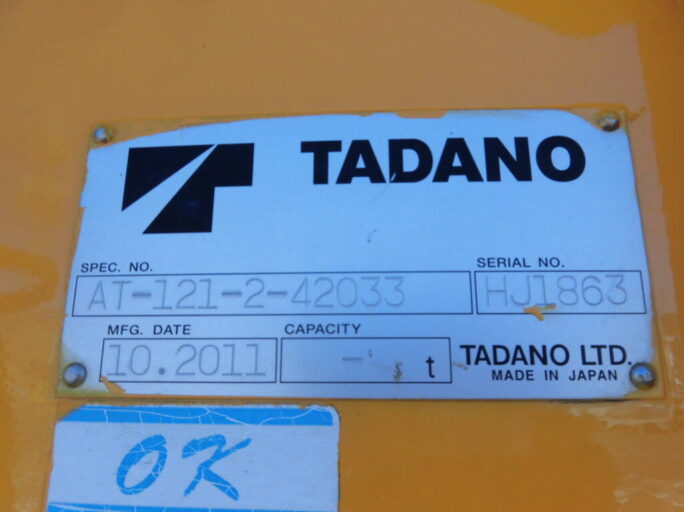 TADANO
SPEC. NO.
AT-121-2-42033
SERIAL NO.
HJ1863
MFG. DATE
10.2011
CAPACITY
- t
TADANO LTD.
MADE IN JAPAN
OK